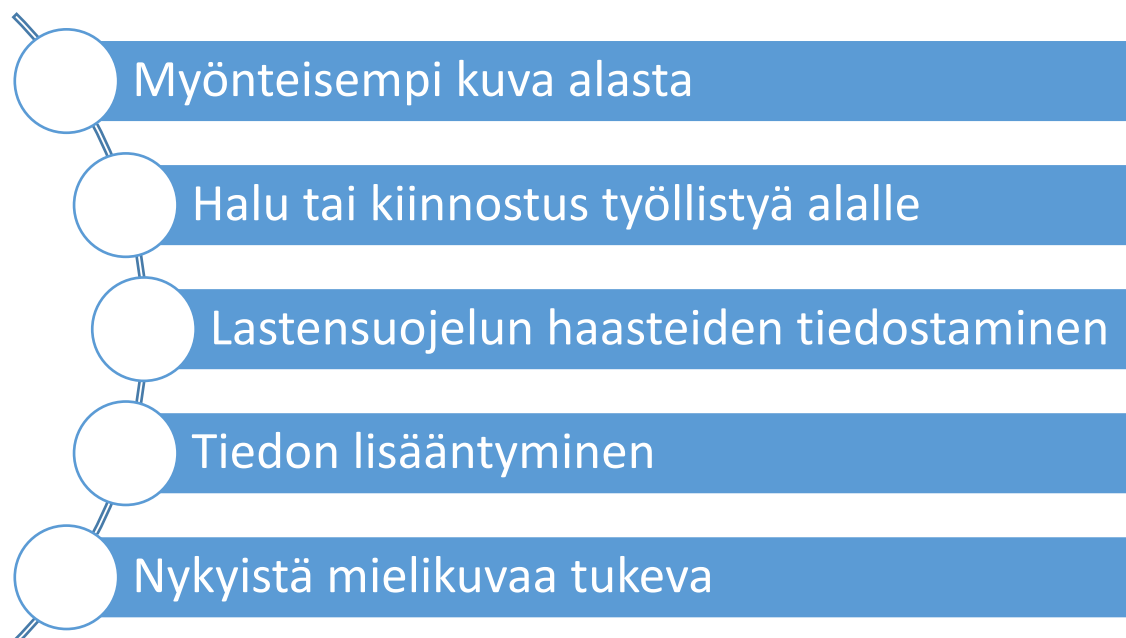 Myönteisempi kuva alasta
Halu tai kiinnostus työllistyä alalle
Lastensuojelun haasteiden tiedostaminen
Tiedon lisääntyminen
Nykyistä mielikuvaa tukeva